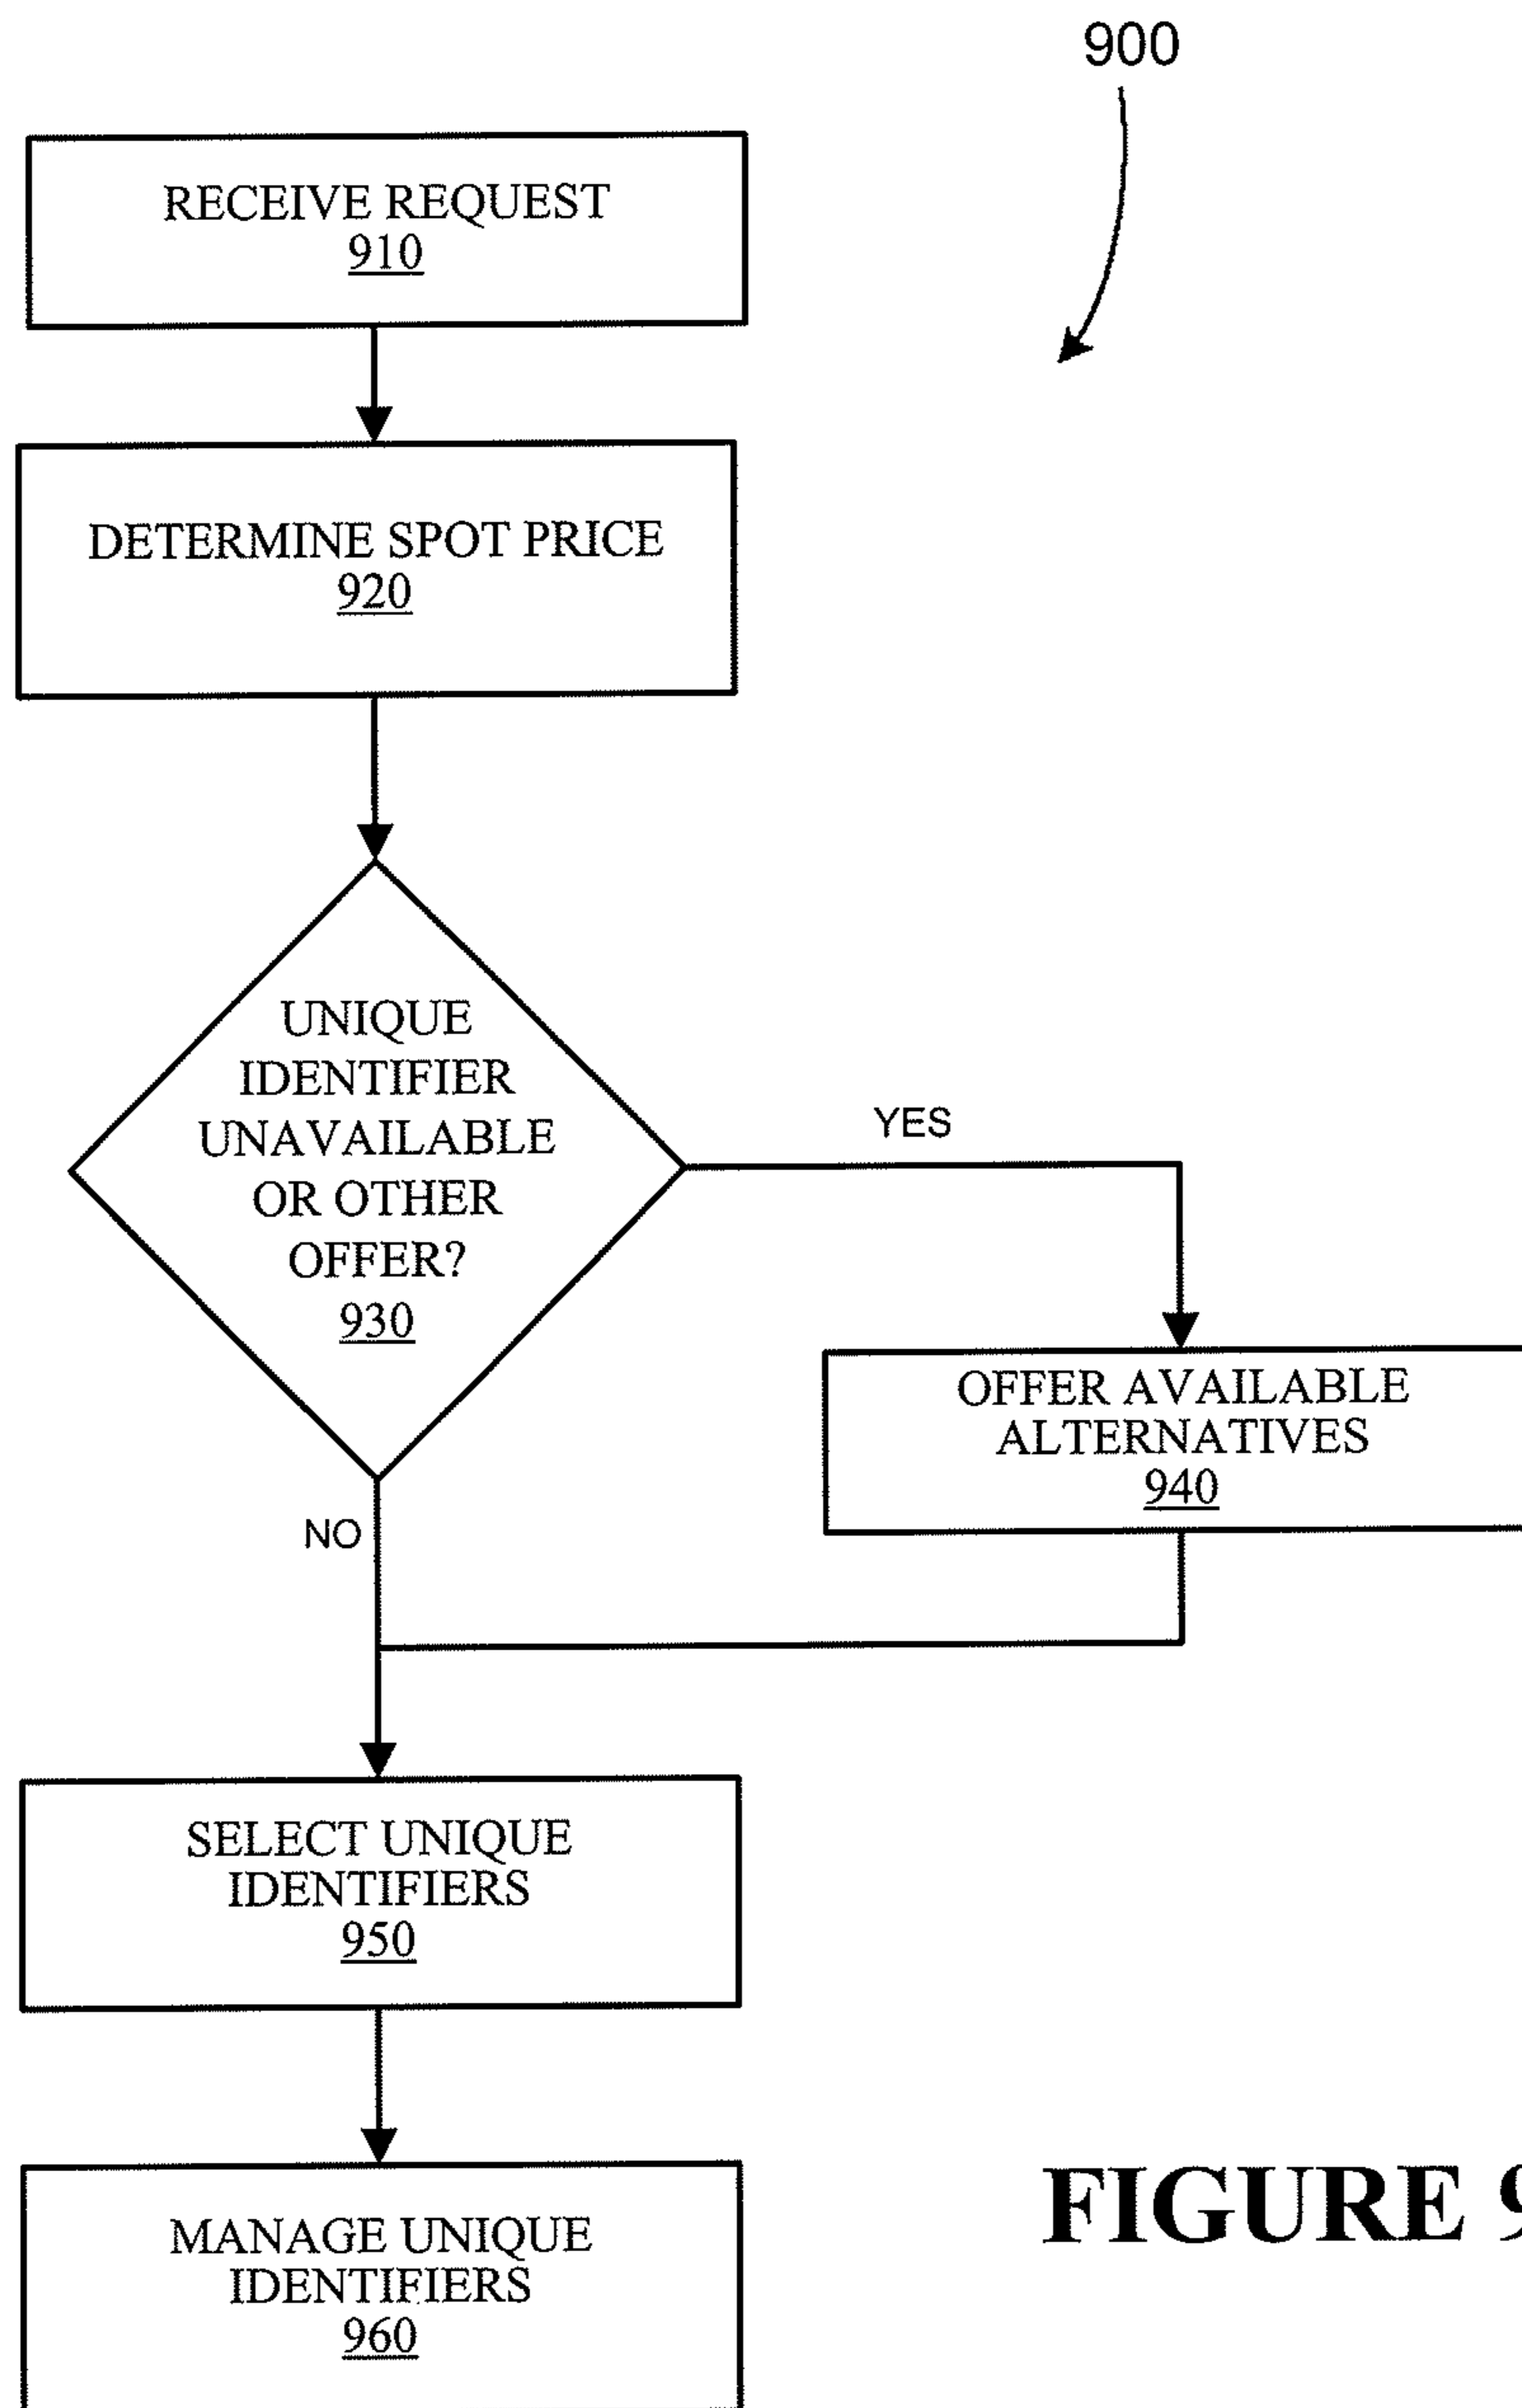 900
RECEIVE REQUEST
910
DETERMINE SPOT PRICE
920
UNIQUE
IDENTIFIER
UNAVAILABLE
OR OTHER
OFFER?
930
YES
OFFER AVAILABLE
ALTERNATIVES
940
NO
SELECT UNIQUE
IDENTIFIERS
950
MANAGE UNIQUE
IDENTIFIERS
960
FIGURE 9